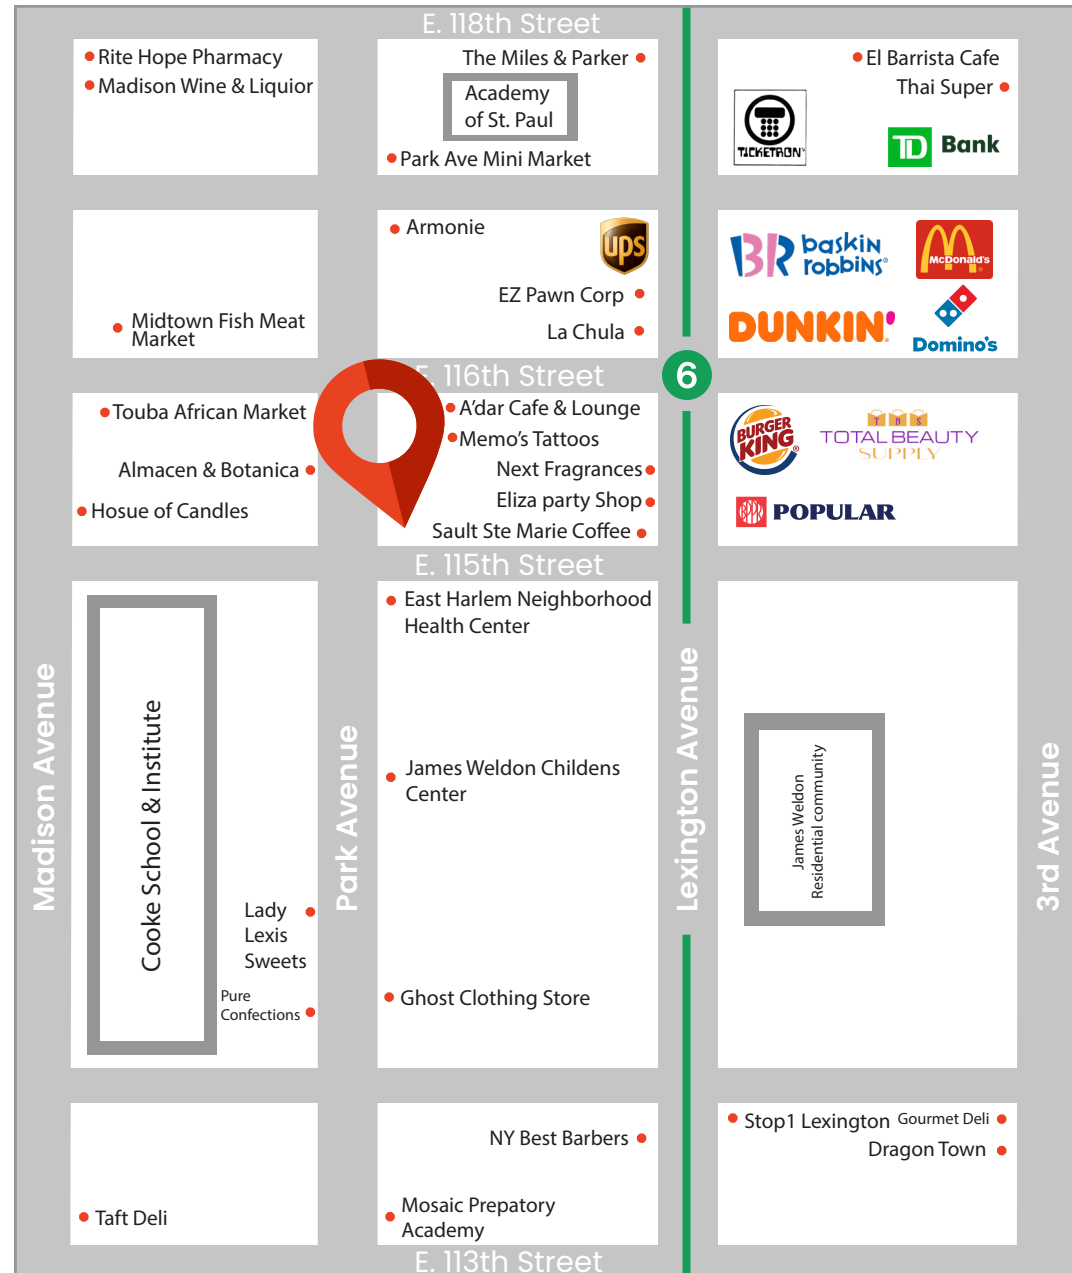 E. 118th Street
Rite Hope Pharmacy
Madison Wine & Liquior
The Miles & Parker
Academy
of St. Paul
Park Ave Mini Market
El Barrista Cafe
Thai Super
TICKETRON
TD Bank
Midtown Fish Meat
Market
Armonie
ups
EZ Pawn Corp
La Chula
BR baskin
robbins
McDonald's
DUNKIN'
Domino's
E. 116th Street
6
Touba African Market
Almacen & Botanica
Hosue of Candles
A'dar Cafe & Lounge
Memo's Tattoos
Next Fragrances
Eliza party Shop
Sault Ste Marie Coffee
BURGER
KING
T B S
TOTAL BEAUTY
SUPPLY
POPULAR
E. 115th Street
Madison Avenue
Cooke School & Institute
Lady
Lexis
Sweets
Pure
Confections
Park Avenue
East Harlem Neighborhood
Health Center
James Weldon Childens
Center
Ghost Clothing Store
Lexington Avenue
James Weldon
Residential community
3rd Avenue
Taft Deli
NY Best Barbers
Mosaic Prepatory
Academy
Stop1 Lexington
Gourmet Deli
Dragon Town
E. 113th Street